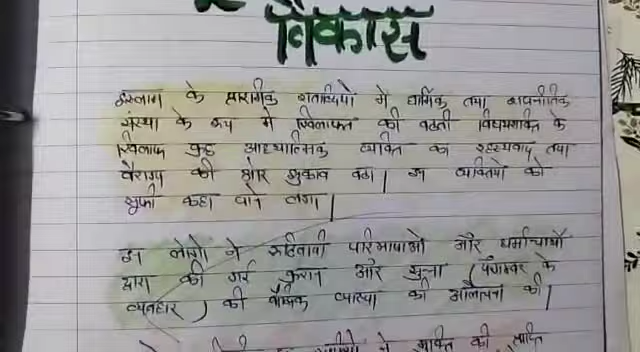 विकास
इस्लाम के प्रारंभिक शताब्दियों में धार्मिक तथा राजनीतिक
संस्था के रूप में खिलाफत की बढ़ती विषयशक्ति के
खिलाफ कुछ आध्यात्मिक व्यक्ति का रहस्यवाद तथा
वैराग्य की ओर झुकाव बढ़ा | इन व्यक्तियों को
सूफी कहा जाने लगा |
इन लोगो ने रूढ़िवादी परिभाषाओं और धर्माचार्यो
द्वारा की गई कुरान और सुन्ना (पैगम्बर के
व्यवहार) की बौद्धिक व्याख्या की आलोचना की |
ने मुक्ति की